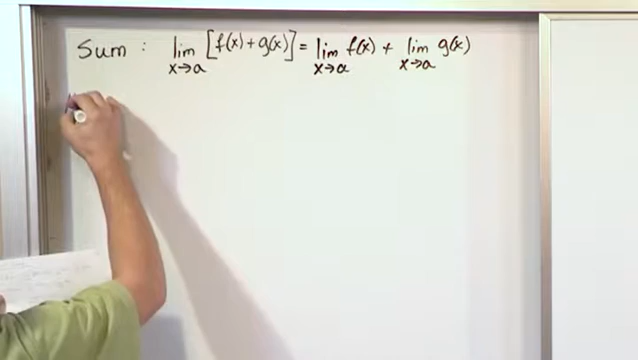 Sum : lim x→a [f(x) + g(x)] = lim x→a f(x) + lim x→a g(x)